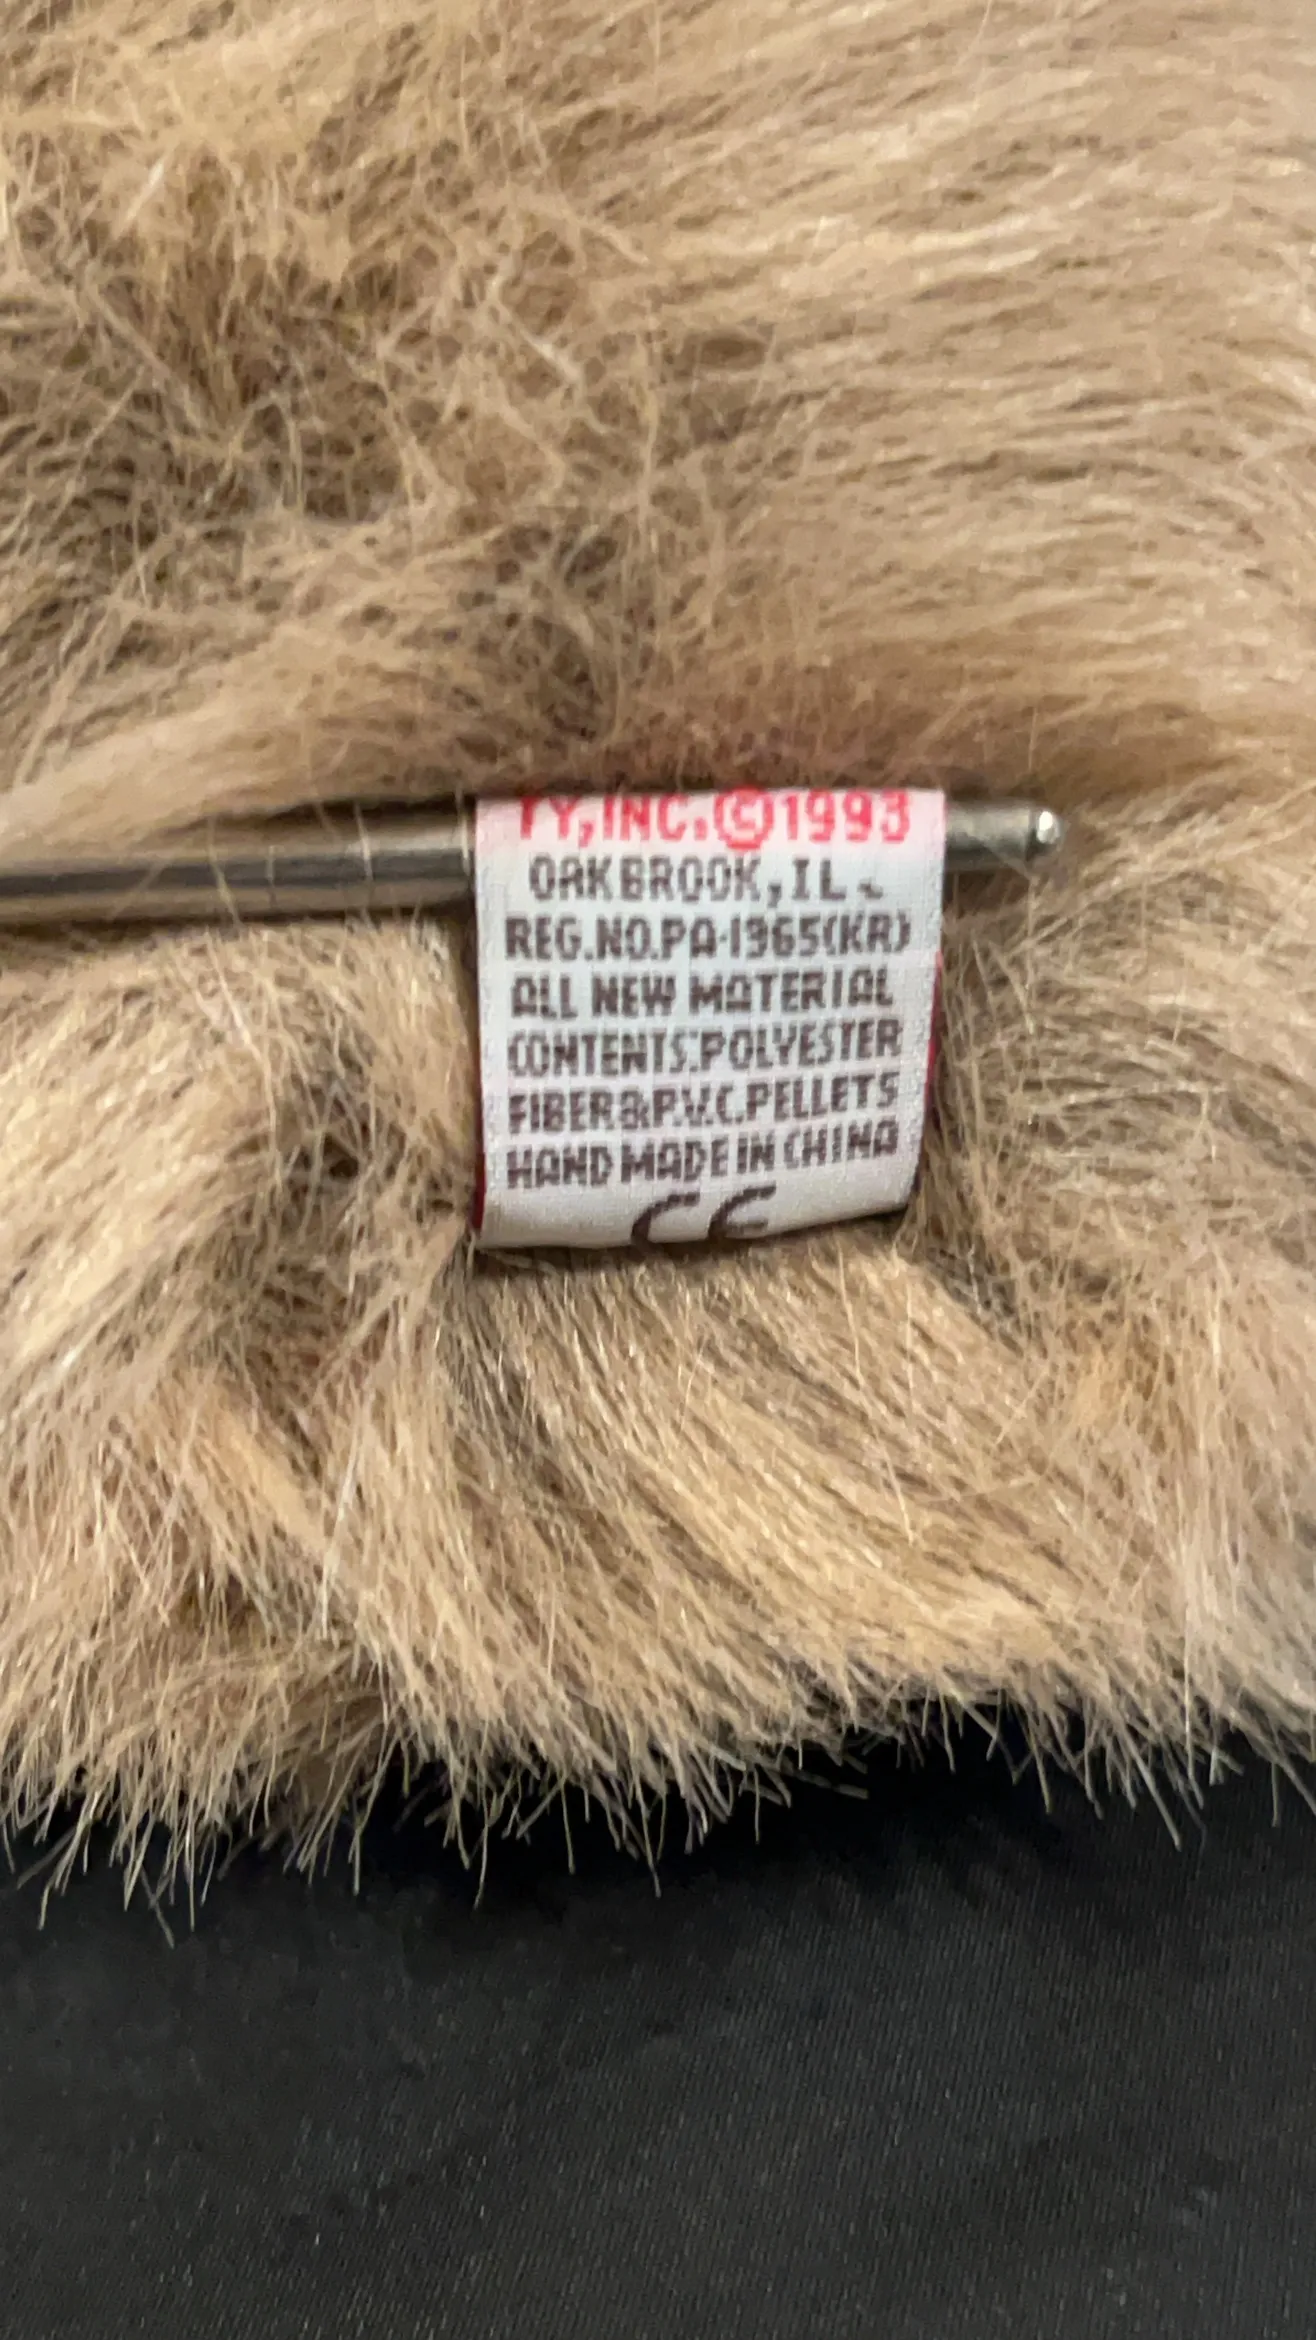 TY, INC. ©1993
OAKBROOK, IL.
REG.NO.PA-1965(KR)
ALL NEW MATERIAL
CONTENTS:POLYESTER
FIBER&P.V.C.PELLETS
HAND MADE IN CHINA
CE